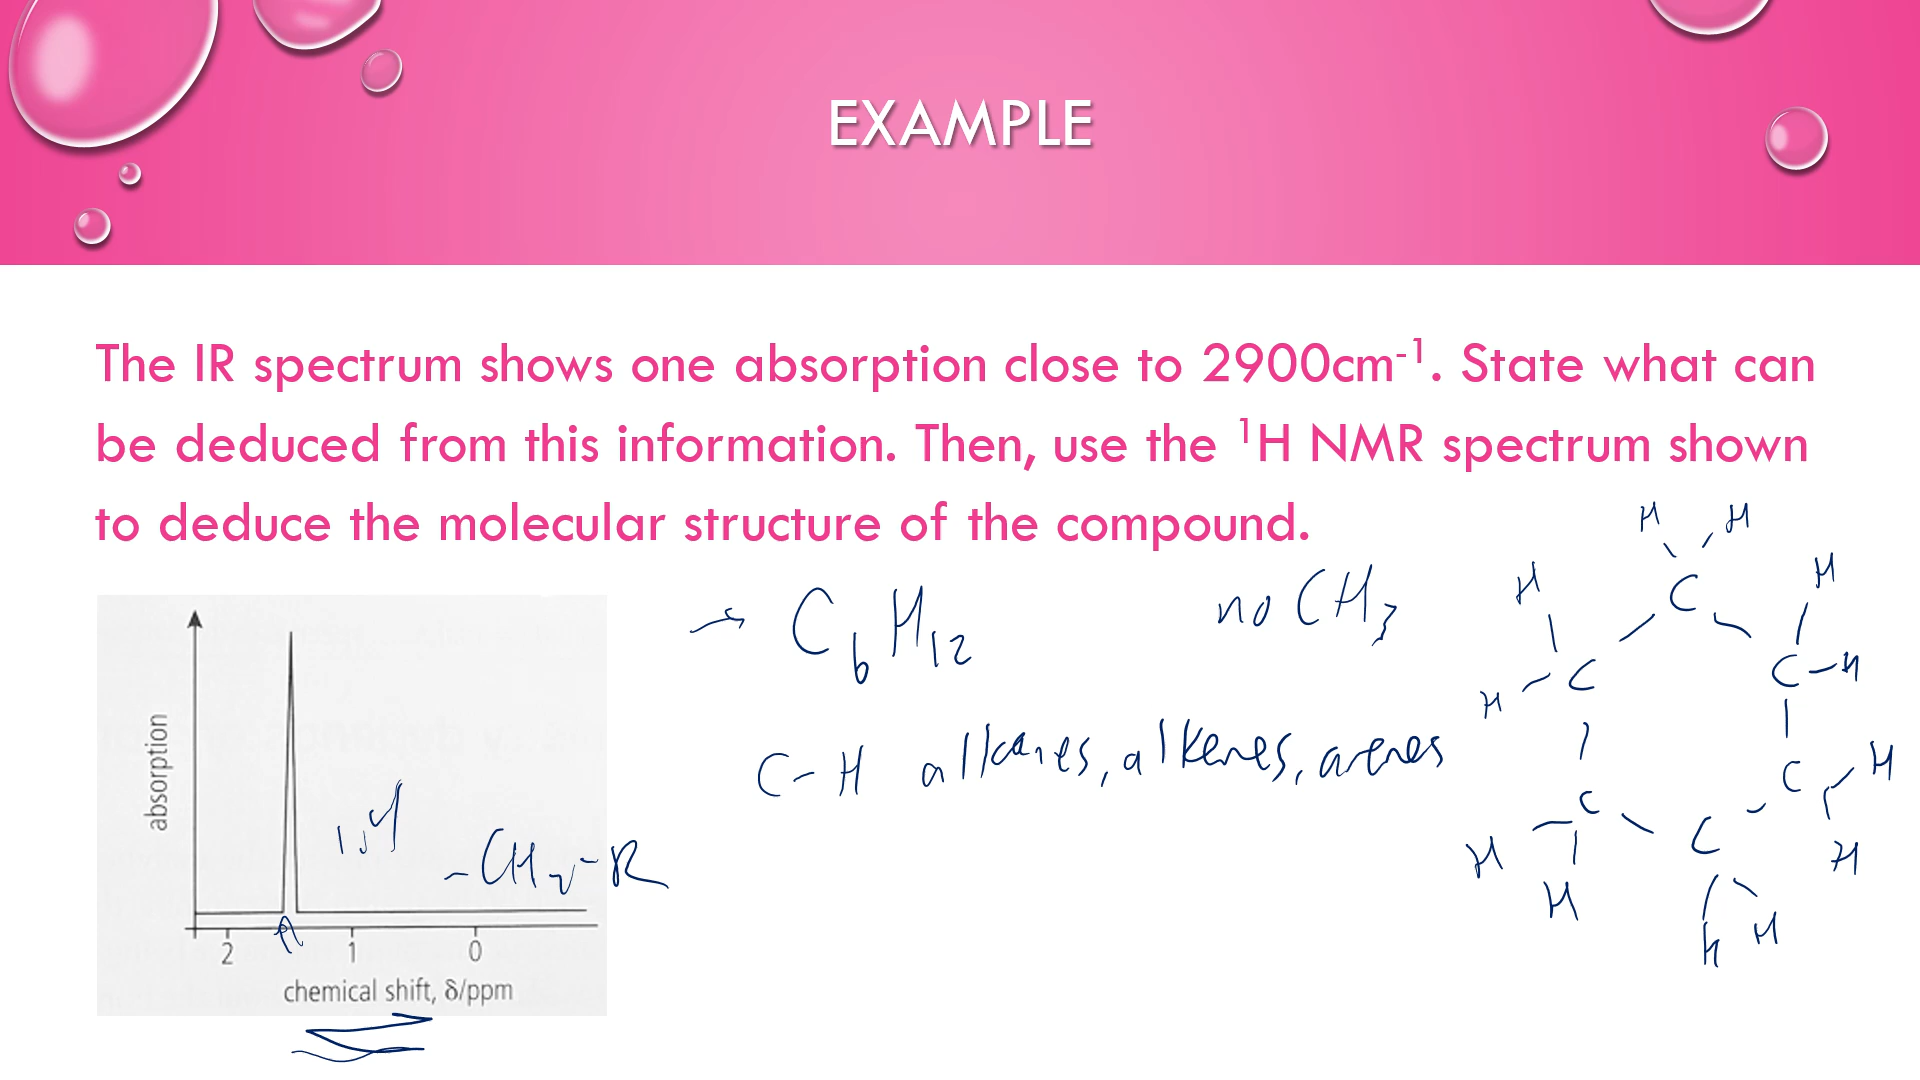 EXAMPLE
The IR spectrum shows one absorption close to 2900cm⁻¹. State what can
be deduced from this information. Then, use the ¹H NMR spectrum shown
to deduce the molecular structure of the compound.
→ C₆H₁₂
no CH₃
C-H alkanes, alkenes, arenes
absorption
-CH₂-R
2 1 0
chemical shift, δ/ppm
H H
H C H
H C C H
C H
H C C
H H
H H